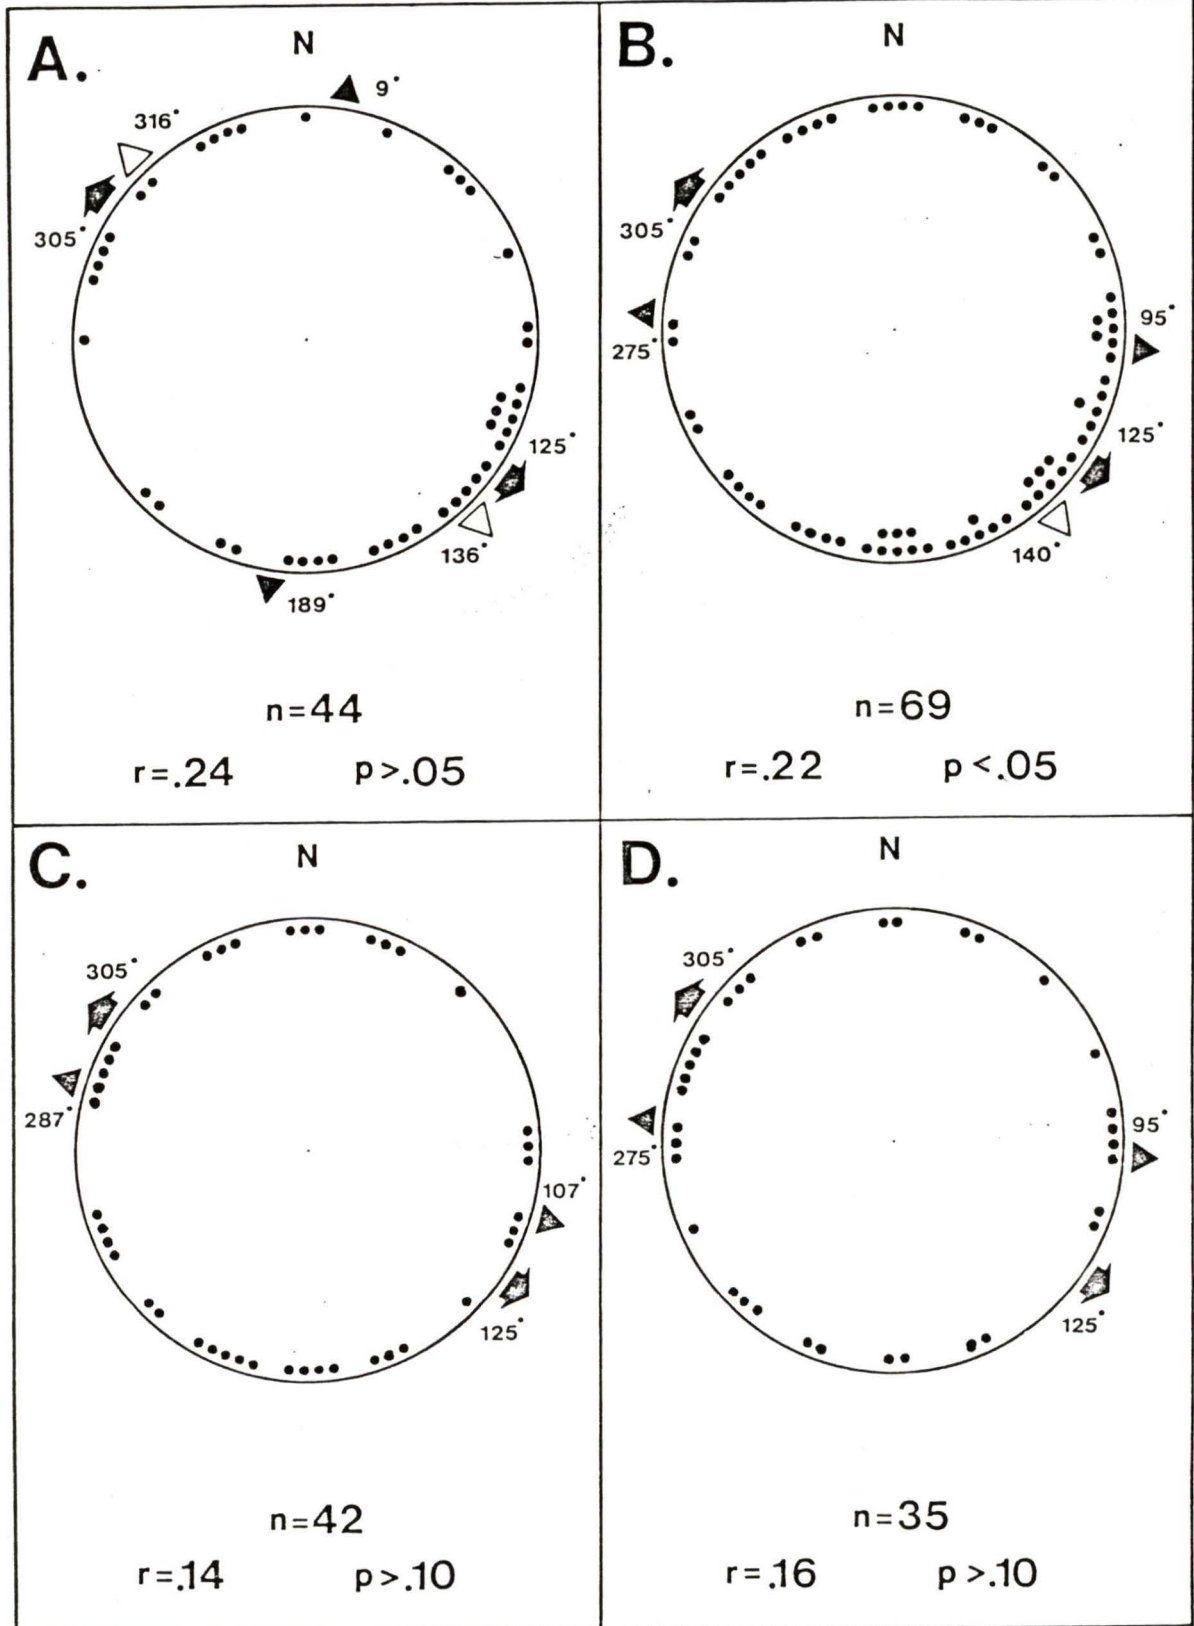 A.
N
9°
316°
305°
125°
136°
189°
n=44
r=.24 p>.05
B.
N
305°
275°
95°
125°
140°
n=69
r=.22 p<.05
C.
N
305°
287°
107°
125°
n=42
r=.14 p>.10
D.
N
305°
275°
95°
125°
n=35
r=.16 p>.10